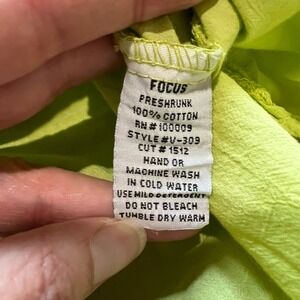 FOCUS
PRESHRUNK
100% COTTON
RN # 100009
STYLE # V-309
CUT # 1512
HAND OR
MACHINE WASH
IN COLD WATER
USE MILD DETERGENT
DO NOT BLEACH
TUMBLE DRY WARM